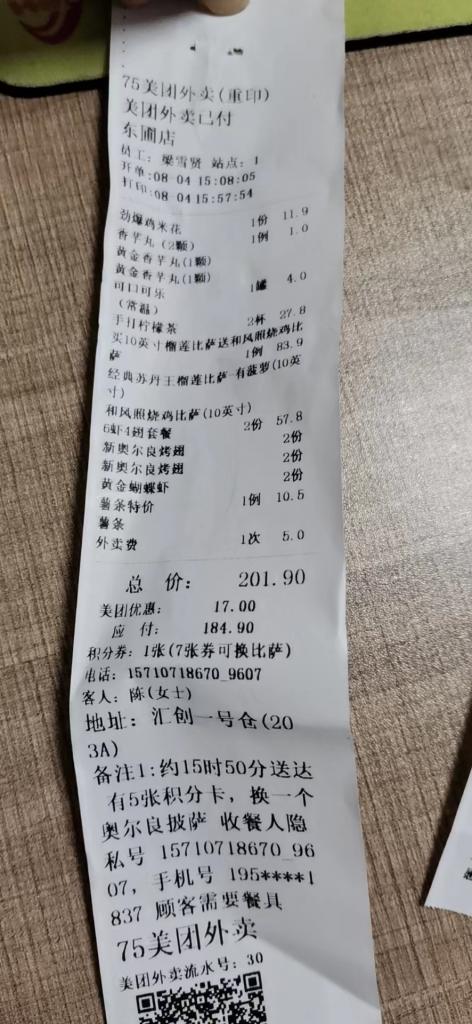 75美团外卖(重印)
美团外卖已付
东圃店
员工: 梁雪贤 站点: 1
开单:08-04 15:08:05
打印:08-04 15:57:54
劲爆鸡米花 1份 11.9
香芋丸(2颗) 1例 1.0
黄金香芋丸(1颗)
黄金香芋丸(1颗)
可口可乐 1罐 4.0
(常温)
手打柠檬茶 2杯 27.8
买10英寸榴莲比萨送和风照烧鸡比
萨 1例 83.9
经典苏丹王榴莲比萨-有菠萝(10英
寸)
和风照烧鸡比萨(10英寸)
6虾4翅套餐 2份 57.8
新奥尔良烤翅 2份
新奥尔良烤翅 2份
黄金蝴蝶虾 2份
薯条特价 1例 10.5
薯条
外卖费 1次 5.0
总 价: 201.90
美团优惠: 17.00
应 付: 184.90
积分券: 1张(7张券可换比萨)
电话: 15710718670_9607
客人: 陈(女士)
地址: 汇创一号仓(20
3A)
备注1:约15时50分送达
有5张积分卡, 换一个
奥尔良披萨 收餐人隐
私号 15710718670_96
07, 手机号 195****1
837 顾客需要餐具
75美团外卖
美团外卖流水号: 30